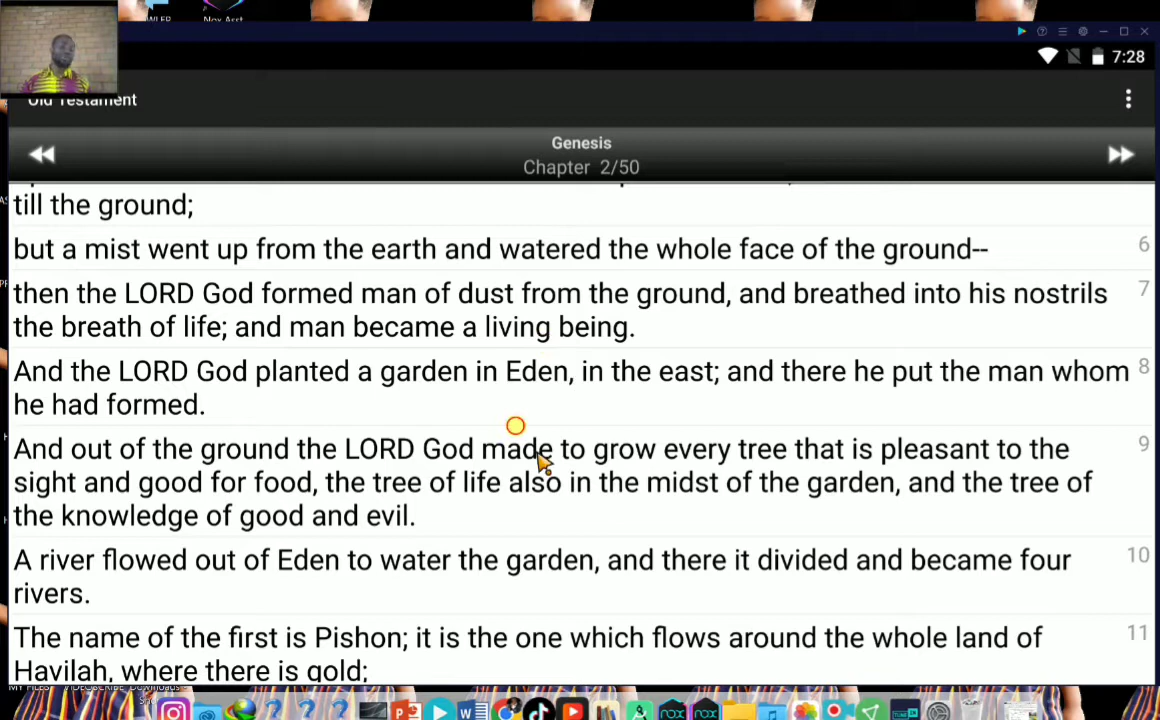 WLER Nox Asst
7:28
Old Testament
Genesis
Chapter 2/50
till the ground;
but a mist went up from the earth and watered the whole face of the ground-- 6
then the LORD God formed man of dust from the ground, and breathed into his nostrils 7
the breath of life; and man became a living being.
And the LORD God planted a garden in Eden, in the east; and there he put the man whom 8
he had formed.
And out of the ground the LORD God made to grow every tree that is pleasant to the 9
sight and good for food, the tree of life also in the midst of the garden, and the tree of
the knowledge of good and evil.
A river flowed out of Eden to water the garden, and there it divided and became four 10
rivers.
The name of the first is Pishon; it is the one which flows around the whole land of 11
Havilah, where there is gold;
MY FILES VIDEOSCRIBE Downloads -